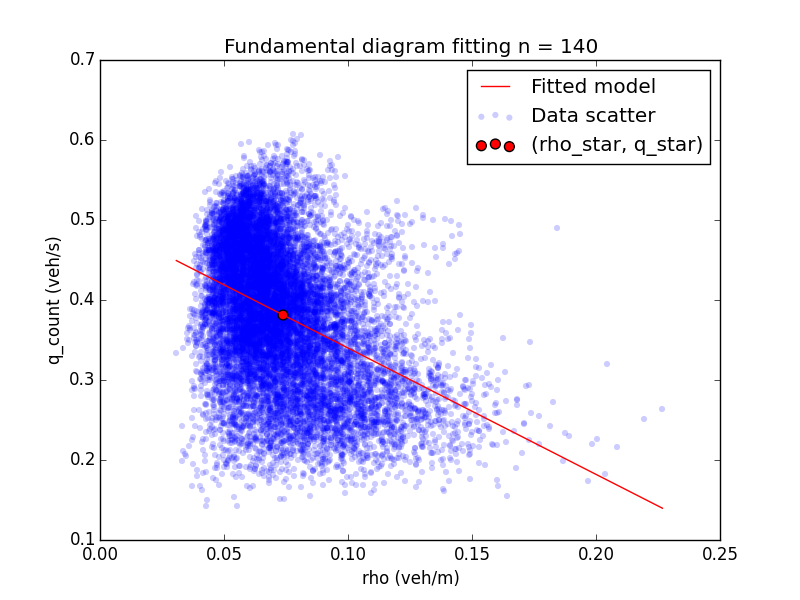 Fundamental diagram fitting n = 140
Fitted model
Data scatter
(rho_star, q_star)
q_count (veh/s)
0.7
0.6
0.5
0.4
0.3
0.2
0.1
0.00 0.05 0.10 0.15 0.20 0.25
rho (veh/m)